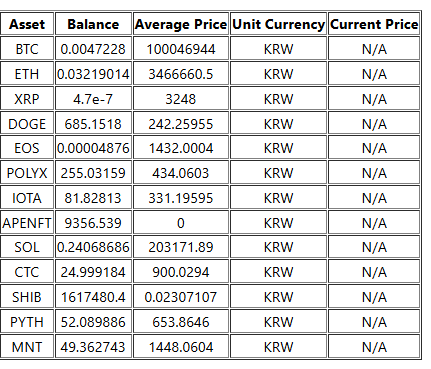 Asset Balance Average Price Unit Currency Current Price
BTC 0.0047228 100046944 KRW N/A
ETH 0.03219014 3466660.5 KRW N/A
XRP 4.7e-7 3248 KRW N/A
DOGE 685.1518 242.25955 KRW N/A
EOS 0.00004876 1432.0004 KRW N/A
POLYX 255.03159 434.0603 KRW N/A
IOTA 81.82813 331.19595 KRW N/A
APENFT 9356.539 0 KRW N/A
SOL 0.24068686 203171.89 KRW N/A
CTC 24.999184 900.0294 KRW N/A
SHIB 1617480.4 0.02307107 KRW N/A
PYTH 52.089886 653.8646 KRW N/A
MNT 49.362743 1448.0604 KRW N/A